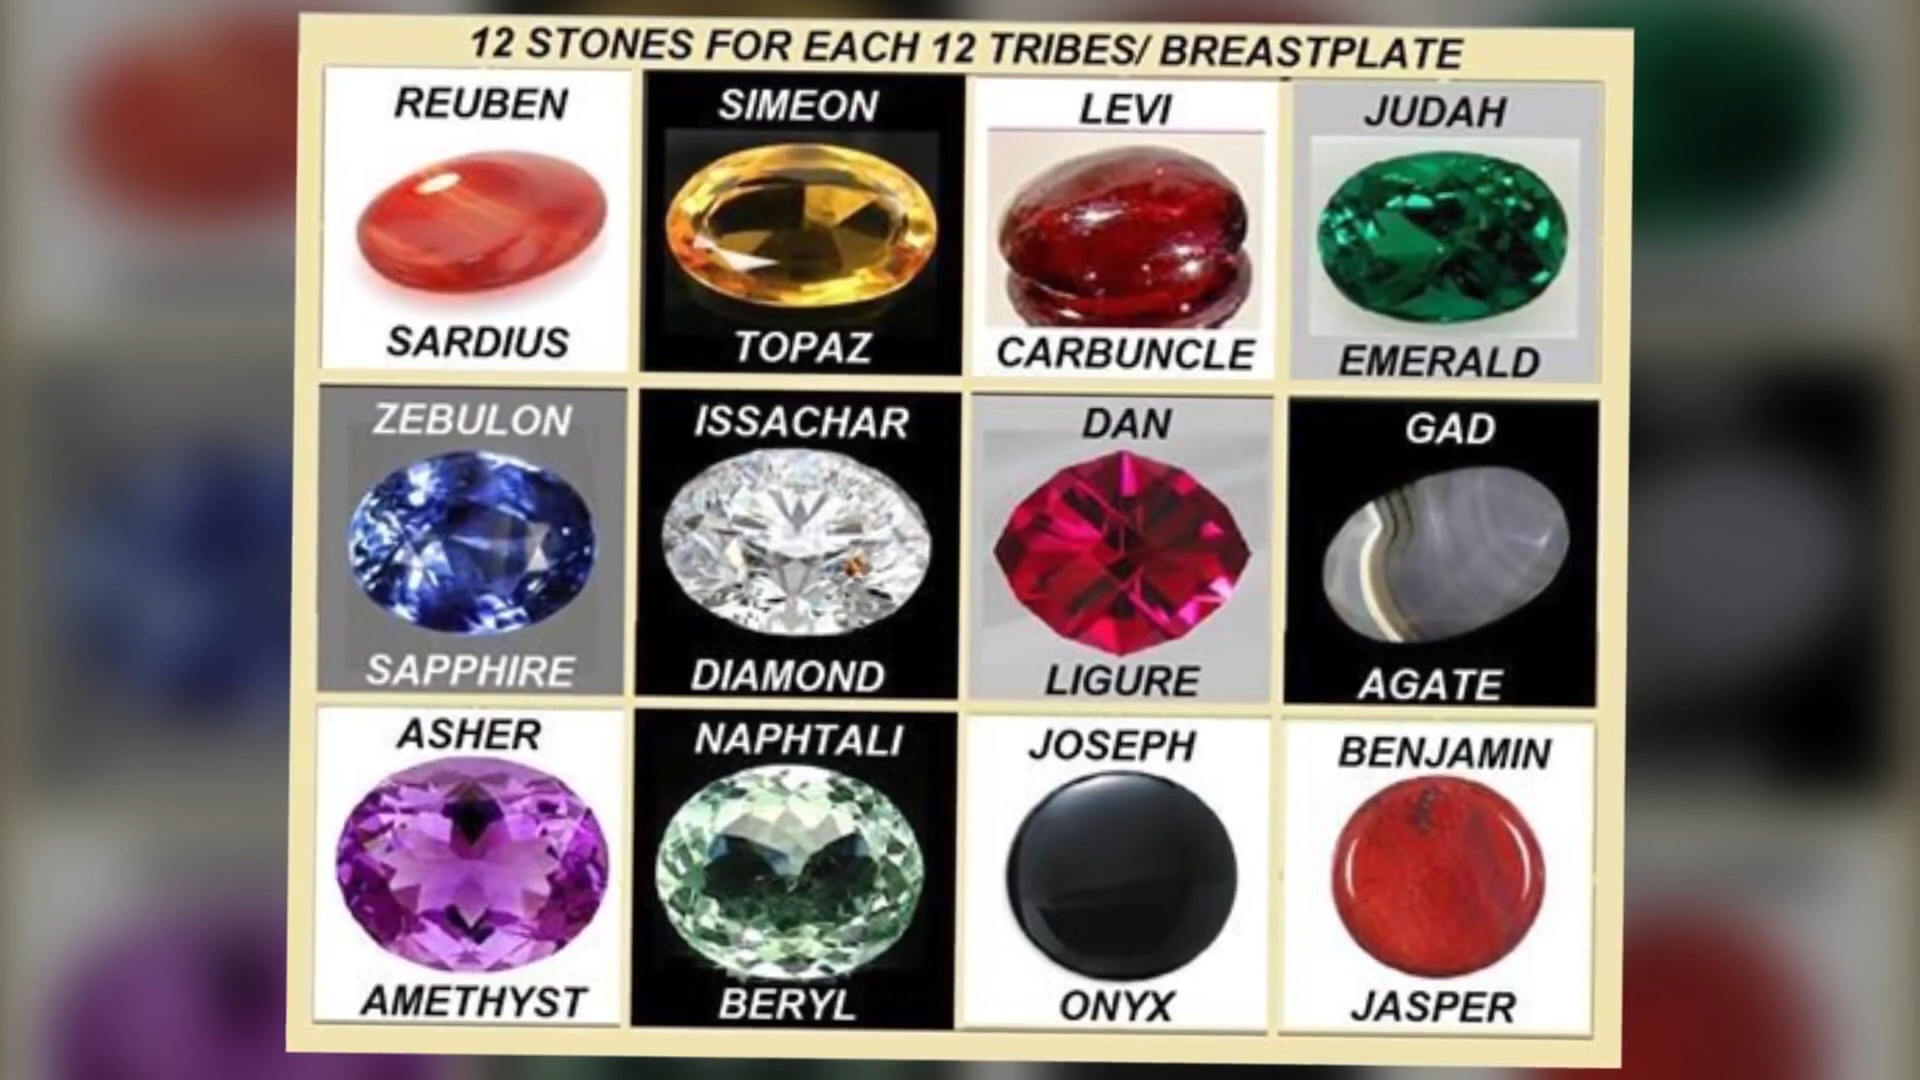 12 STONES FOR EACH 12 TRIBES/ BREASTPLATE
REUBEN
SARDIUS
SIMEON
TOPAZ
LEVI
CARBUNCLE
JUDAH
EMERALD
ZEBULON
SAPPHIRE
ISSACHAR
DIAMOND
DAN
LIGURE
GAD
AGATE
ASHER
AMETHYST
NAPHTALI
BERYL
JOSEPH
ONYX
BENJAMIN
JASPER